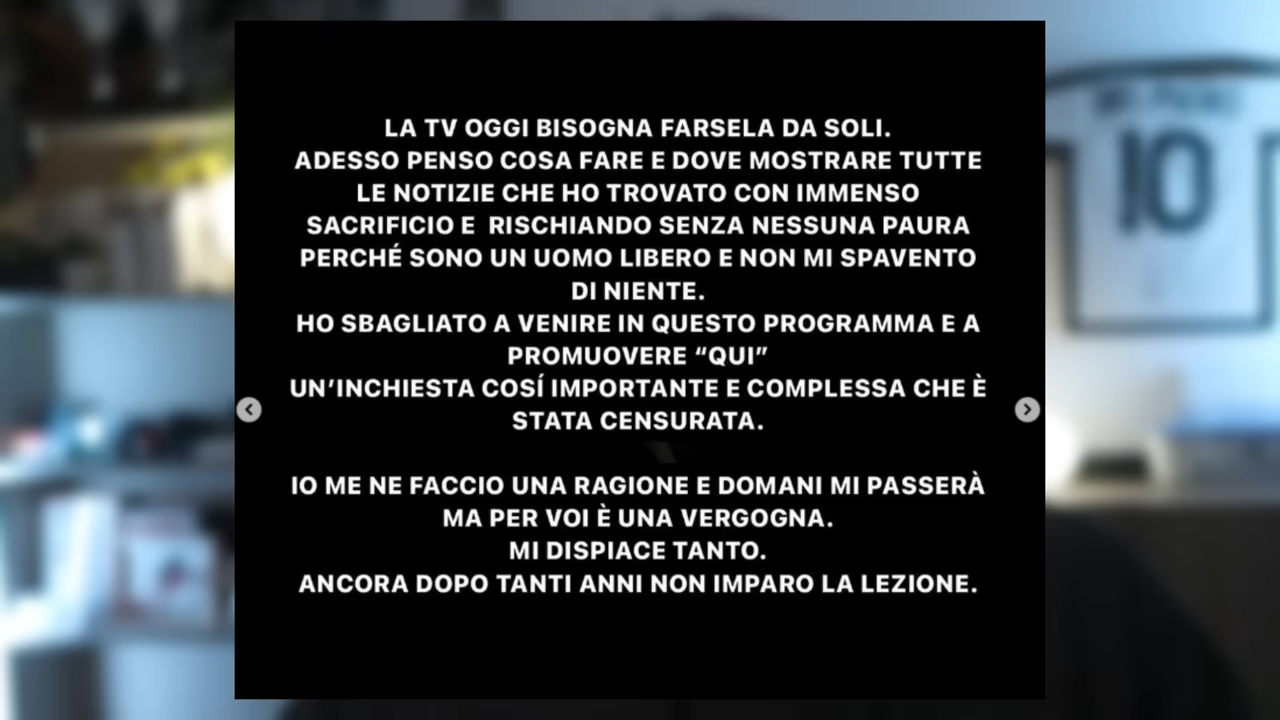 LA TV OGGI BISOGNA FARSELA DA SOLI.
ADESSO PENSO COSA FARE E DOVE MOSTRARE TUTTE
LE NOTIZIE CHE HO TROVATO CON IMMENSO
SACRIFICIO E  RISCHIANDO SENZA NESSUNA PAURA
PERCHÉ SONO UN UOMO LIBERO E NON MI SPAVENTO
DI NIENTE.
HO SBAGLIATO A VENIRE IN QUESTO PROGRAMMA E A
PROMUOVERE “QUI”
UN’INCHIESTA COSÍ IMPORTANTE E COMPLESSA CHE È
STATA CENSURATA.
IO ME NE FACCIO UNA RAGIONE E DOMANI MI PASSERÀ
MA PER VOI È UNA VERGOGNA.
MI DISPIACE TANTO.
ANCORA DOPO TANTI ANNI NON IMPARO LA LEZIONE.
10